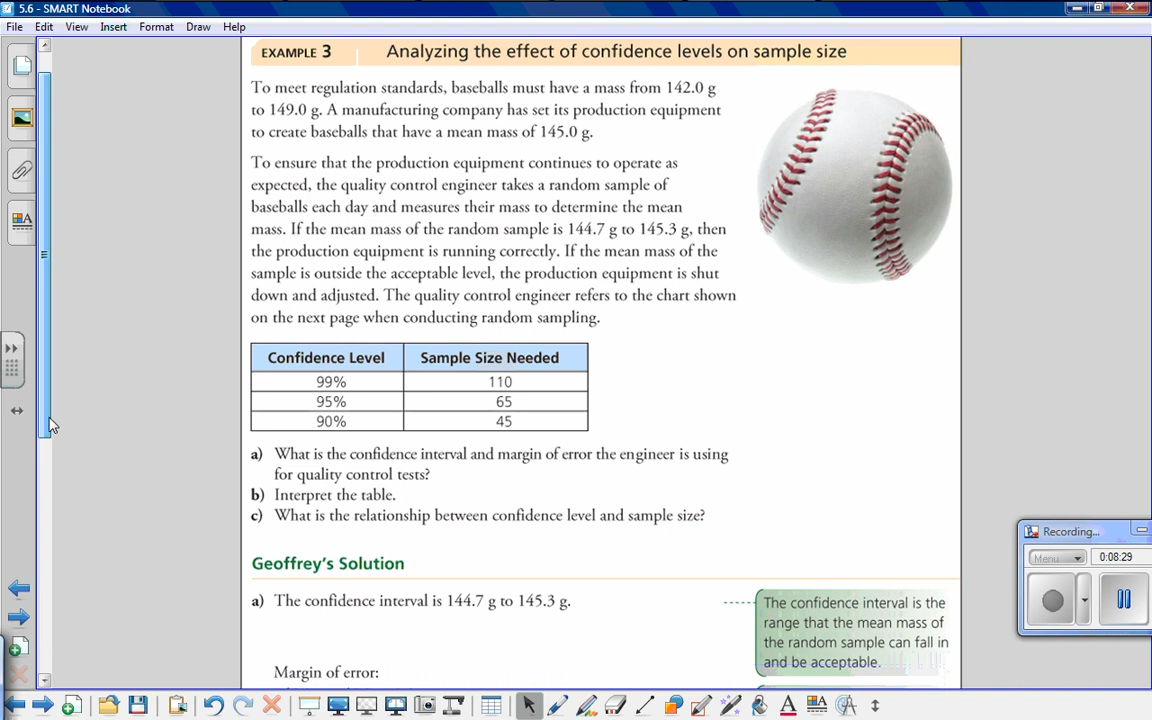 5.6 - SMART Notebook
File Edit View Insert Format Draw Help
EXAMPLE 3 Analyzing the effect of confidence levels on sample size
To meet regulation standards, baseballs must have a mass from 142.0 g
to 149.0 g. A manufacturing company has set its production equipment
to create baseballs that have a mean mass of 145.0 g.
To ensure that the production equipment continues to operate as
expected, the quality control engineer takes a random sample of
baseballs each day and measures their mass to determine the mean
mass. If the mean mass of the random sample is 144.7 g to 145.3 g, then
the production equipment is running correctly. If the mean mass of the
sample is outside the acceptable level, the production equipment is shut
down and adjusted. The quality control engineer refers to the chart shown
on the next page when conducting random sampling.
Confidence Level Sample Size Needed
99% 110
95% 65
90% 45
a) What is the confidence interval and margin of error the engineer is using
for quality control tests?
b) Interpret the table.
c) What is the relationship between confidence level and sample size?
Recording...
Menu 0:08:29
Geoffrey's Solution
a) The confidence interval is 144.7 g to 145.3 g.
The confidence interval is the
range that the mean mass of
the random sample can fall in
and be acceptable.
Margin of error: